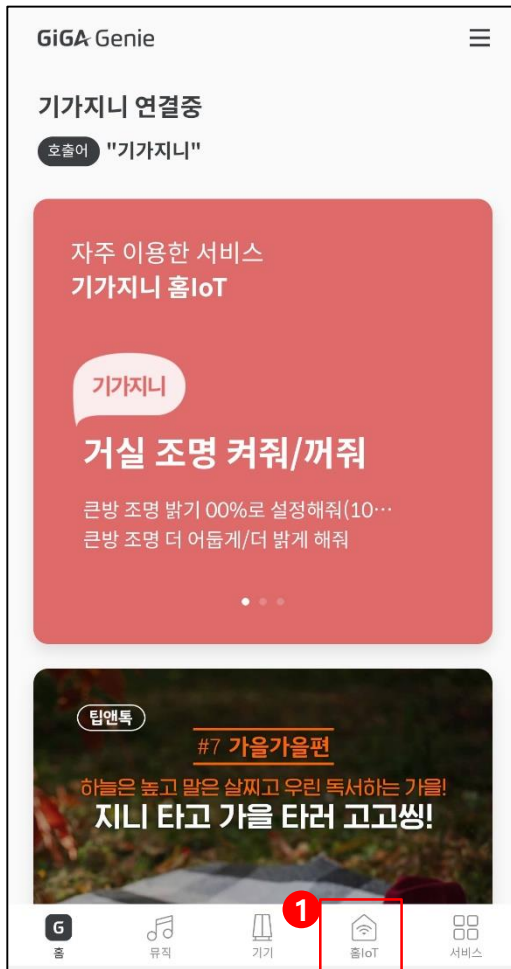 GiGA Genie
기가지니 연결중
호출어 "기가지니"
자주 이용한 서비스
기가지니 홈IoT
기가지니
거실 조명 켜줘/꺼줘
큰방 조명 밝기 00%로 설정해줘(10…
큰방 조명 더 어둡게/더 밝게 해줘
팁앤톡
#7 가을가을편
하늘은 높고 말은 살찌고 우린 독서하는 가을!
지니 타고 가을 타러 고고씽!
1
G
홈 뮤직 기기 홈IoT 서비스